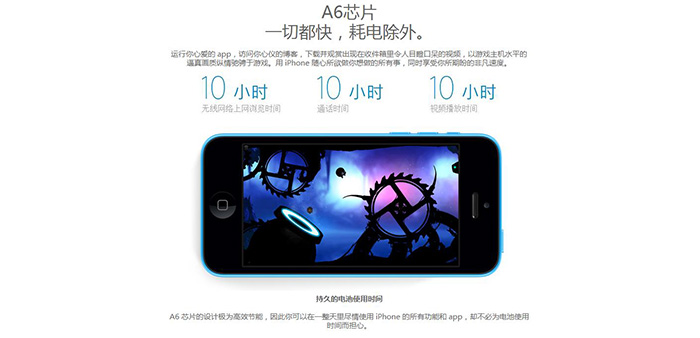 A6芯片
一切都快，耗电除外。
运行你心爱的 app，访问你心仪的博客，下载并观赏出现在收件箱里令人目瞪口呆的视频，以游戏主机水平的
逼真画质纵情驰骋于游戏。用 iPhone 随心所欲做你想做的所有事，同时享受你所期盼的非凡速度。
10 小时 10 小时 10 小时
无线网络上网浏览时间 通话时间 视频播放时间
持久的电池使用时间
A6 芯片的设计极为高效节能，因此你可以在一整天里尽情使用 iPhone 的所有功能和 app，却不必为电池使用
时间而担心。